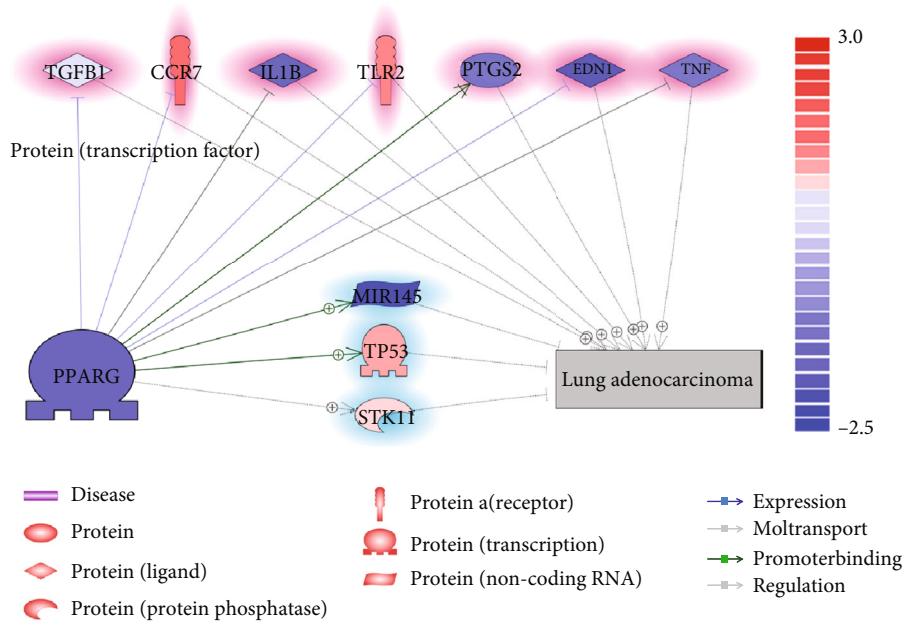 3.0
TGFB1 CCR7 IL1B TLR2 PTGS2 EDN1 TNF
Protein (transcription factor)
MIR145
TP53
PPARG
Lung adenocarcinoma
STK11
–2.5
Disease
Protein
Protein (ligand)
Protein (protein phosphatase)
Protein a(receptor)
Protein (transcription)
Protein (non-coding RNA)
Expression
Moltransport
Promoterbinding
Regulation